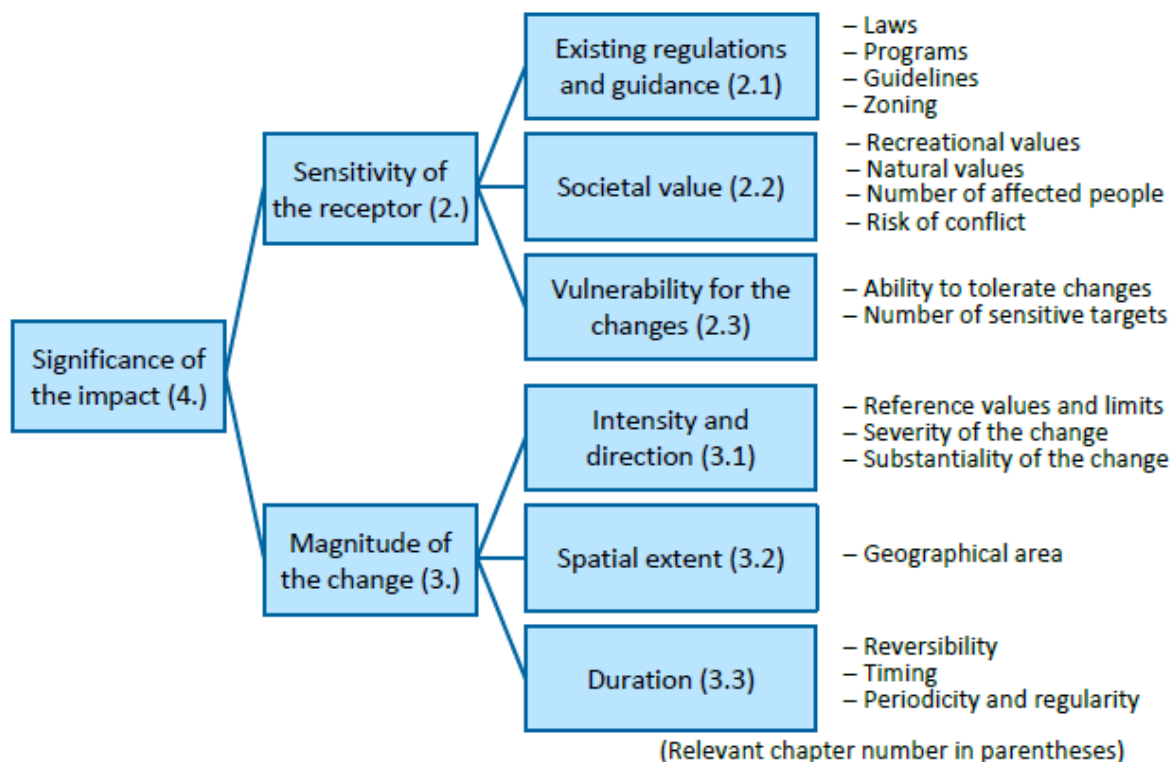 Significance of
the impact (4.)
Sensitivity of
the receptor (2.)
Existing regulations
and guidance (2.1)
– Laws
– Programs
– Guidelines
– Zoning
Societal value (2.2)
– Recreational values
– Natural values
– Number of affected people
– Risk of conflict
Vulnerability for the
changes (2.3)
– Ability to tolerate changes
– Number of sensitive targets
Magnitude of
the change (3.)
Intensity and
direction (3.1)
– Reference values and limits
– Severity of the change
– Substantiality of the change
Spatial extent (3.2)
– Geographical area
Duration (3.3)
– Reversibility
– Timing
– Periodicity and regularity
(Relevant chapter number in parentheses)